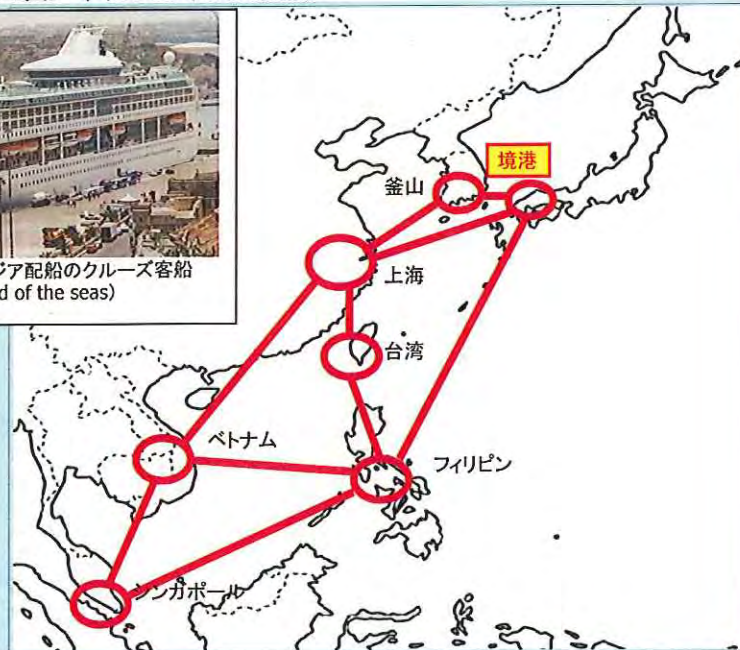 ジア配船のクルーズ客船
d of the seas)
境港
釜山
上海
台湾
ベトナム
フィリピン
シンガポール